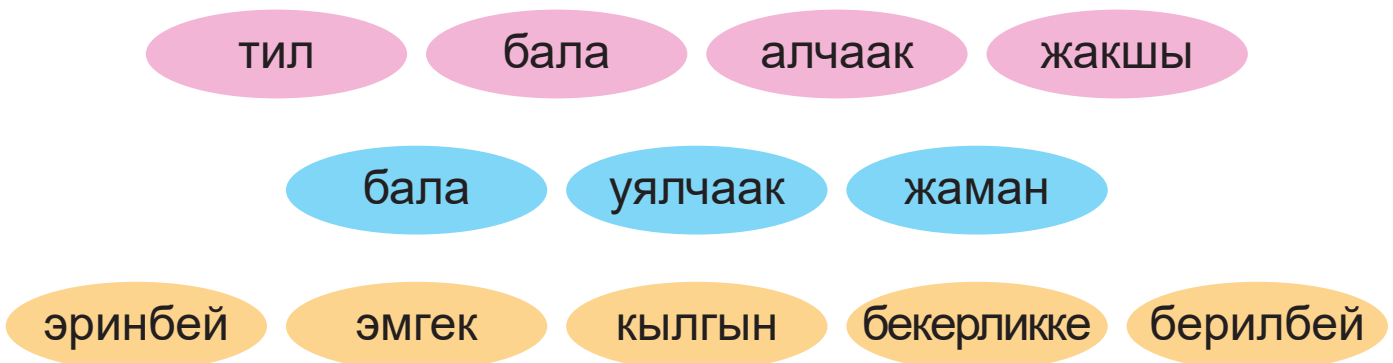 тил бала алчаак жакшы
бала уялчаак жаман
эринбей эмгек кылгын бекерликке берилбей